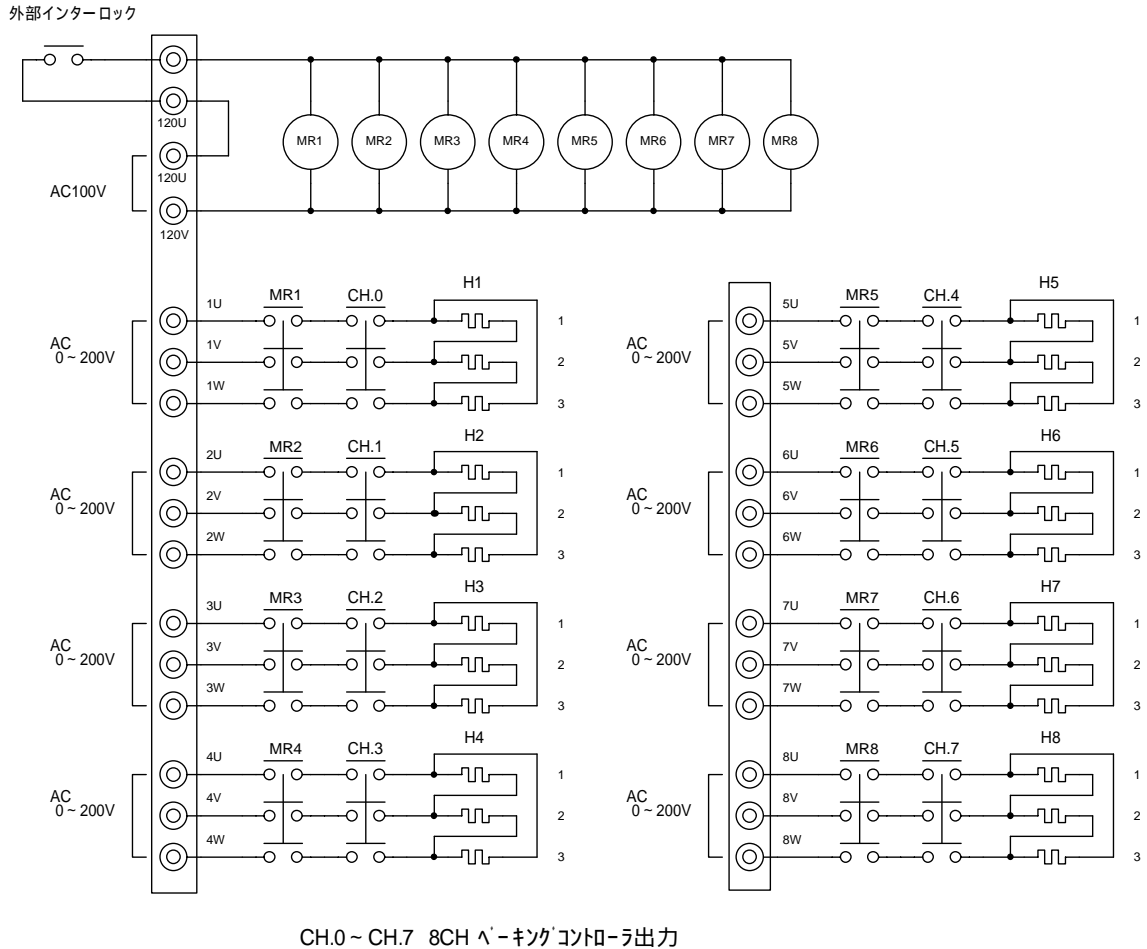 外部インターロック
120U
MR1 MR2 MR3 MR4 MR5 MR6 MR7 MR8
120U
AC100V
120V
H1
1U MR1 CH.0
1
AC
0~200V
1V
2
1W
3
H2
2U MR2 CH.1
1
AC
0~200V
2V
2
2W
3
H3
3U MR3 CH.2
1
AC
0~200V
3V
2
3W
3
H4
4U MR4 CH.3
1
AC
0~200V
4V
2
4W
3
H5
5U MR5 CH.4
1
AC
0~200V
5V
2
5W
3
H6
6U MR6 CH.5
1
AC
0~200V
6V
2
6W
3
H7
7U MR7 CH.6
1
AC
0~200V
7V
2
7W
3
H8
8U MR8 CH.7
1
AC
0~200V
8V
2
8W
3
CH.0~CH.7 8CH ベーキングコントローラ出力